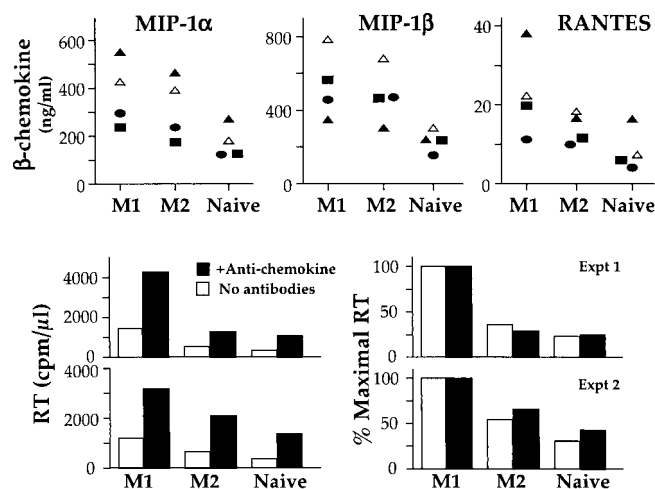 MIP-1α
MIP-1β
RANTES
β-chemokine
(ng/ml)
600
400
200
0
800
400
0
40
20
0
M1 M2 Naive
M1 M2 Naive
M1 M2 Naive
RT (cpm/µl)
4000
2000
0
4000
2000
0
+Anti-chemokine
No antibodies
% Maximal RT
100
50
0
100
50
0
Expt 1
Expt 2
M1 M2 Naive
M1 M2 Naive